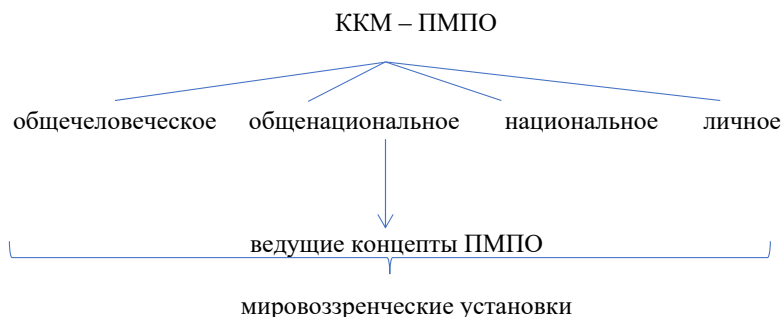 ККМ – ПМПО
общечеловеческое общенациональное национальное личное
ведущие концепты ПМПО
мировоззренческие установки